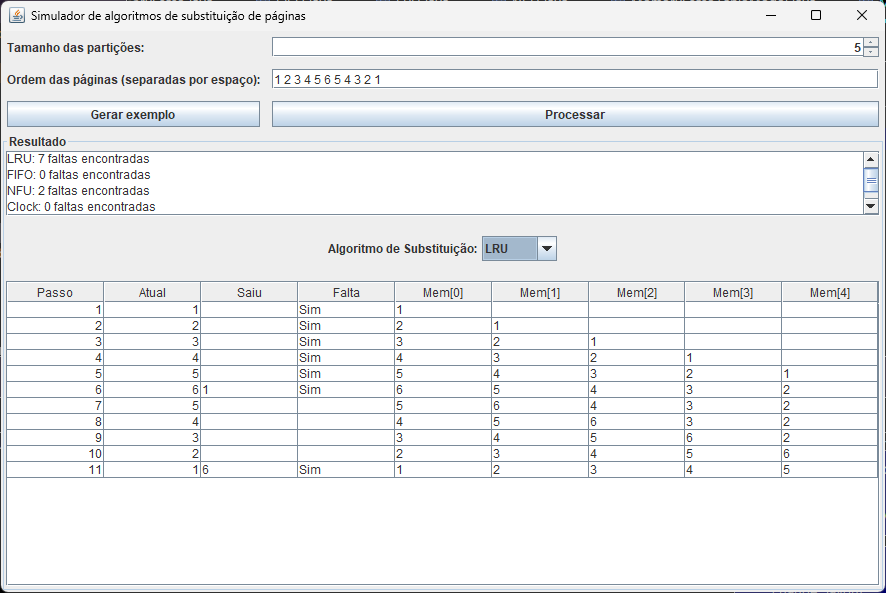 Simulador de algoritmos de substituição de páginas
Tamanho das partições: 5
Ordem das páginas (separadas por espaço): 1 2 3 4 5 6 5 4 3 2 1
Gerar exemplo Processar
Resultado
LRU: 7 faltas encontradas
FIFO: 0 faltas encontradas
NFU: 2 faltas encontradas
Clock: 0 faltas encontradas
Algoritmo de Substituição: LRU
Passo Atual Saiu Falta Mem[0] Mem[1] Mem[2] Mem[3] Mem[4]
1 1 Sim 1
2 2 Sim 2 1
3 3 Sim 3 2 1
4 4 Sim 4 3 2 1
5 5 Sim 5 4 3 2 1
6 6 1 Sim 6 5 4 3 2
7 5 5 6 4 3 2
8 4 4 5 6 3 2
9 3 3 4 5 6 2
10 2 2 3 4 5 6
11 1 6 Sim 1 2 3 4 5